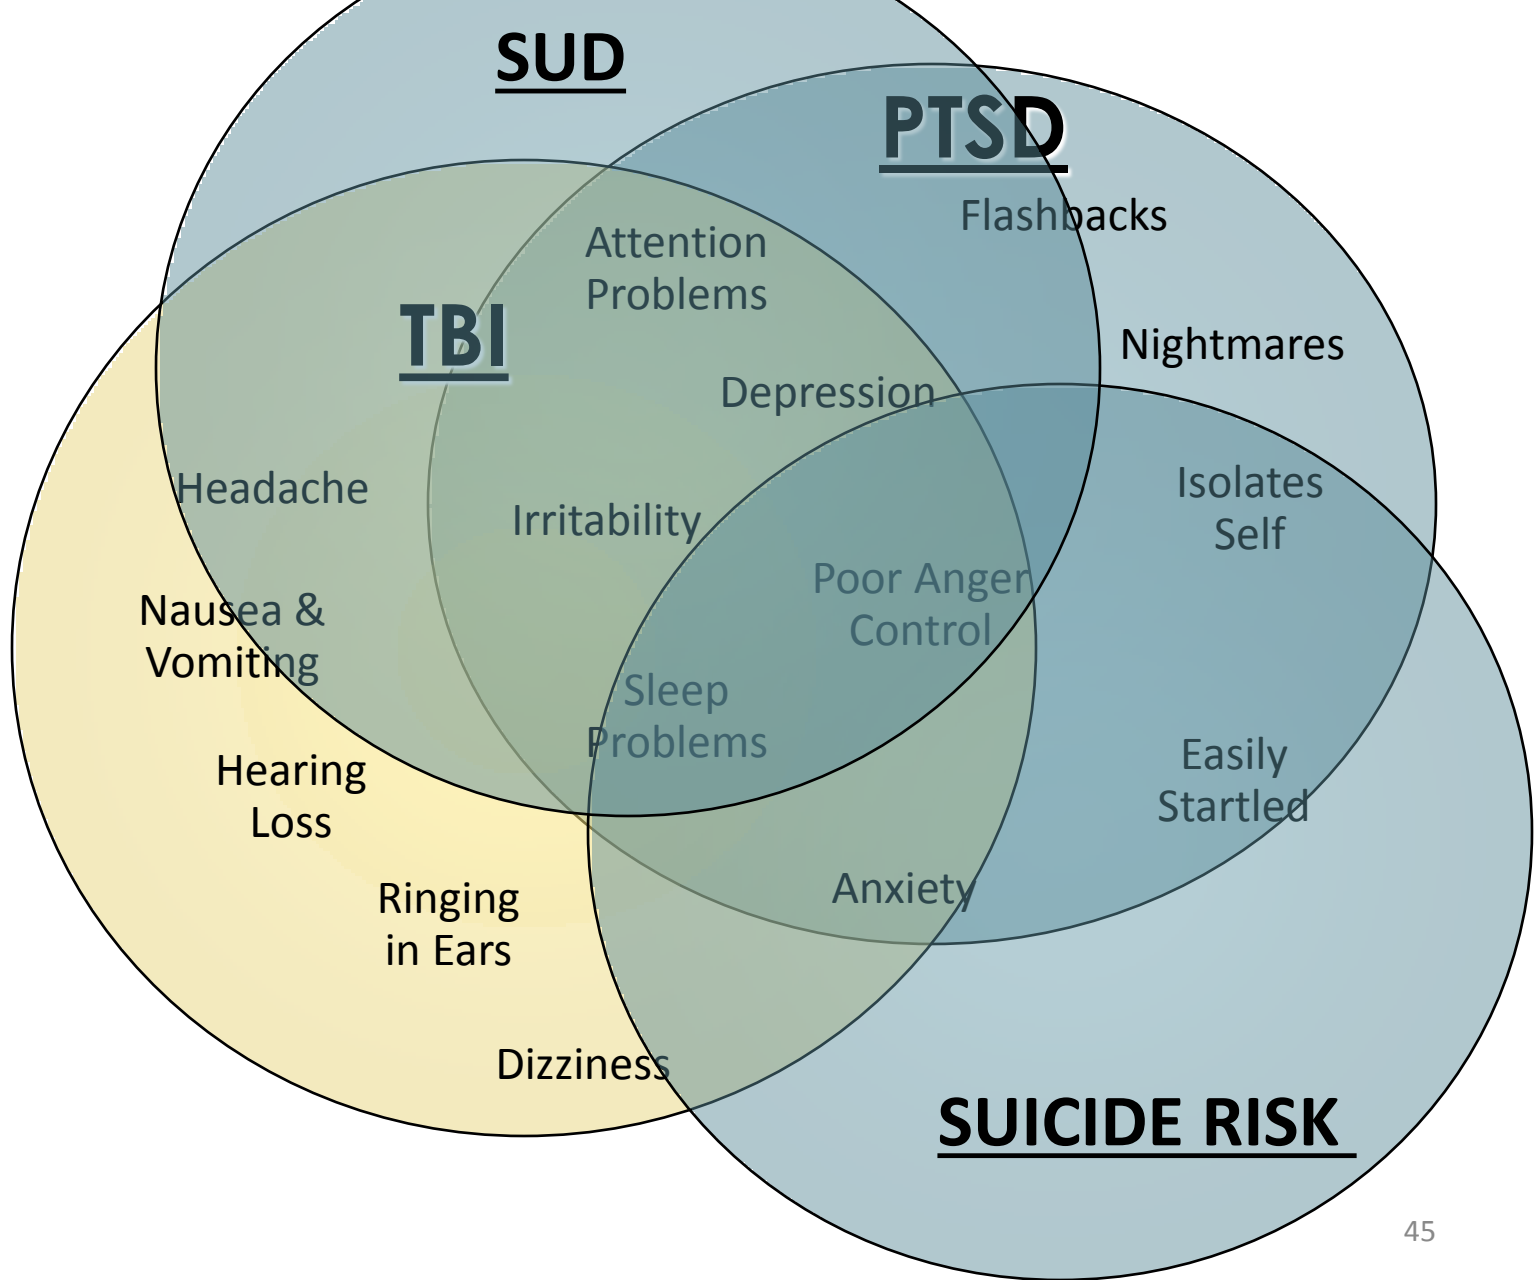 SUD
PTSD
Flashbacks
Attention
Problems
TBI
Nightmares
Depression
Headache
Irritability
Isolates
Self
Poor Anger
Control
Nausea &
Vomiting
Sleep
Problems
Hearing
Loss
Easily
Startled
Anxiety
Ringing
in Ears
Dizziness
SUICIDE RISK
45